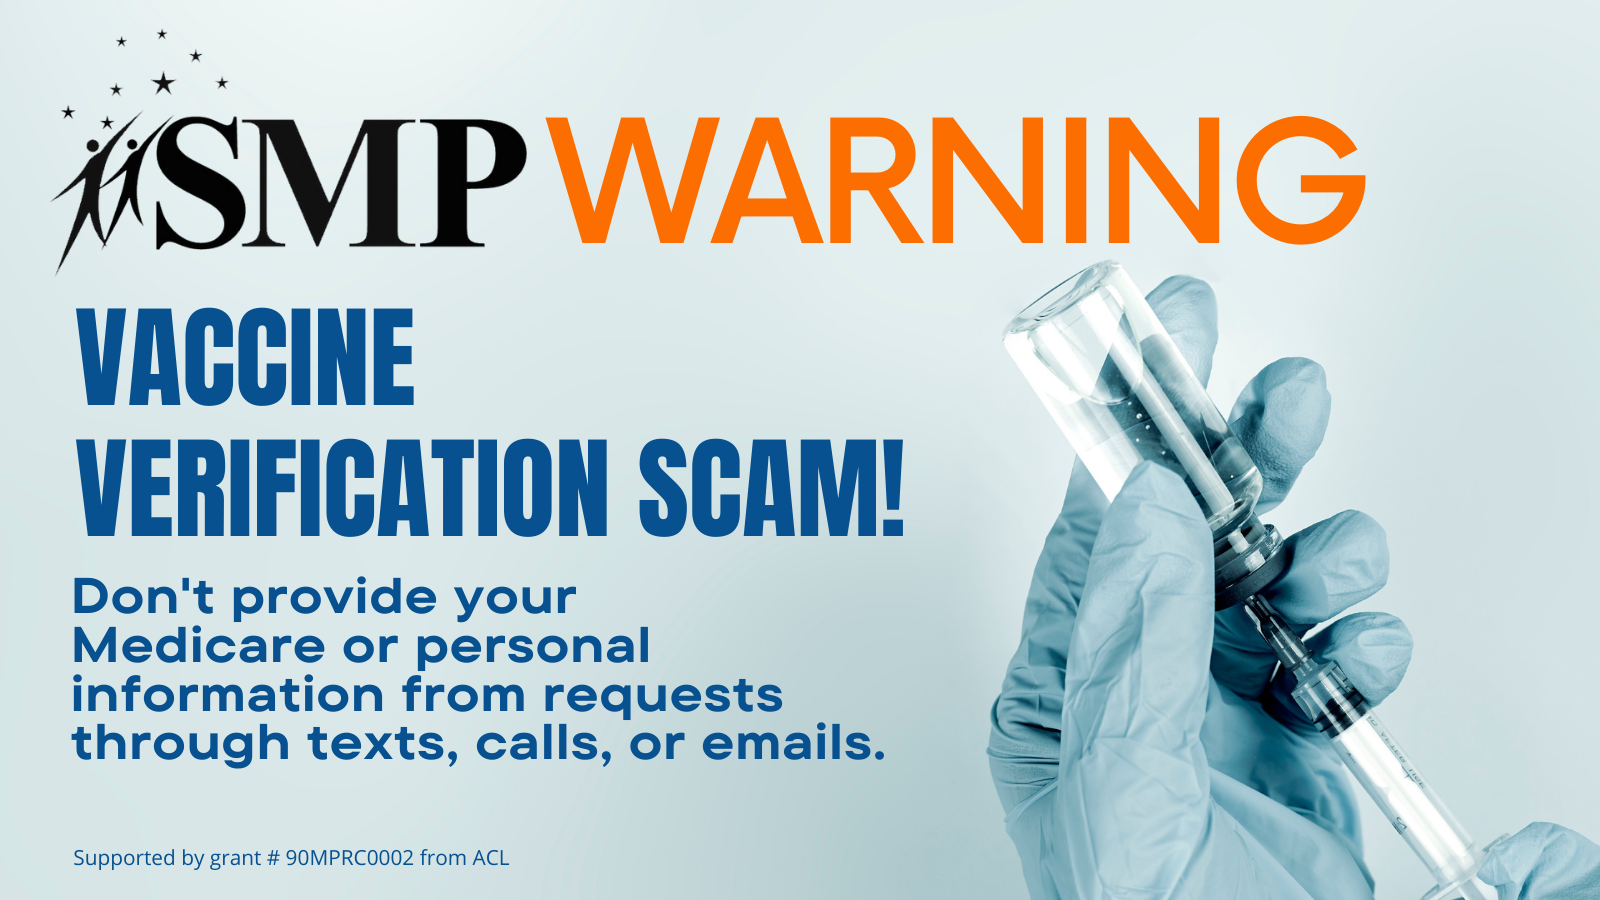 SMP WARNING
VACCINE
VERIFICATION SCAM!
Don't provide your
Medicare or personal
information from requests
through texts, calls, or emails.
Supported by grant # 90MPRC0002 from ACL